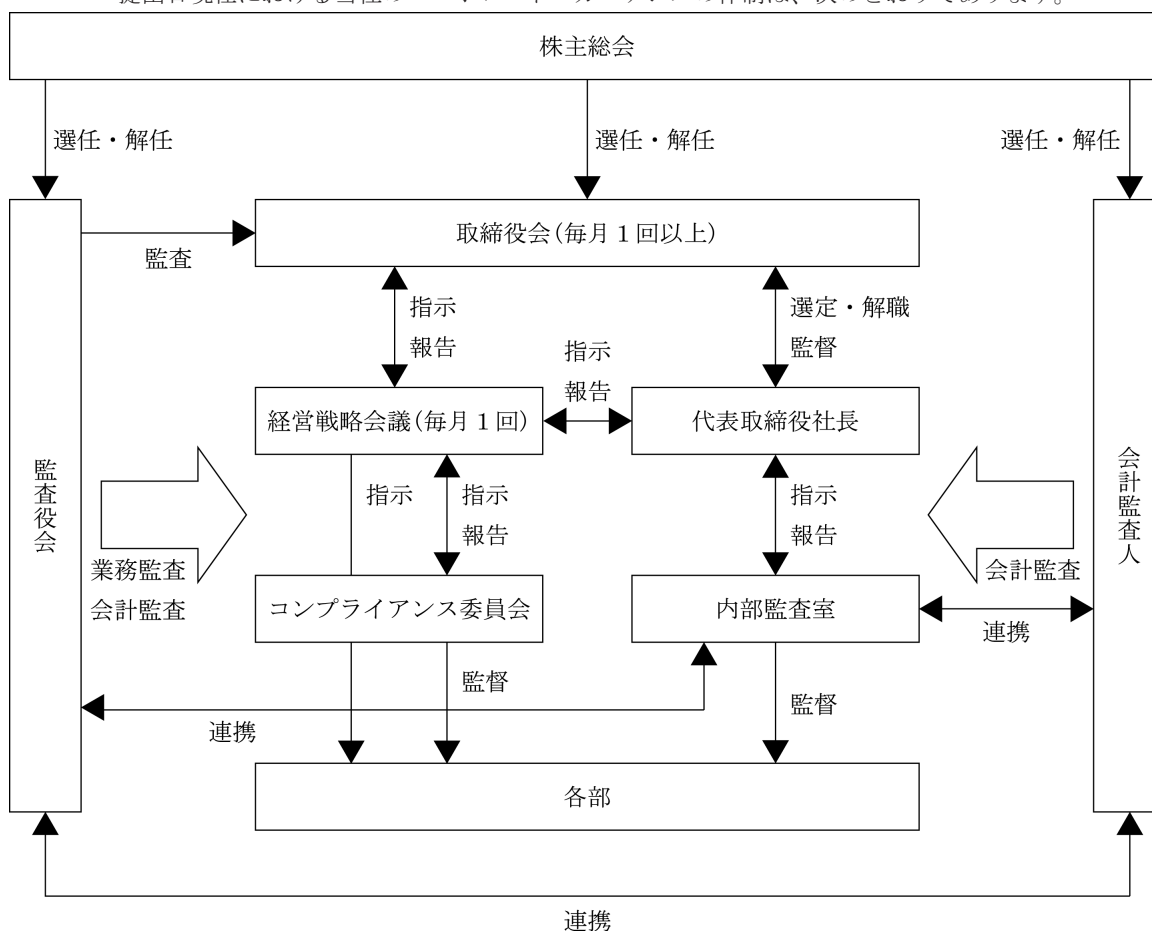 株主総会
選任・解任
選任・解任
選任・解任
取締役会(毎月1回以上)
監査
指示
報告
選定・解職
監督
指示
報告
経営戦略会議(毎月1回)
代表取締役社長
監査役会
会計監査人
指示
指示
報告
指示
報告
業務監査
会計監査
会計監査
コンプライアンス委員会
内部監査室
連携
監督
監督
連携
各部
連携